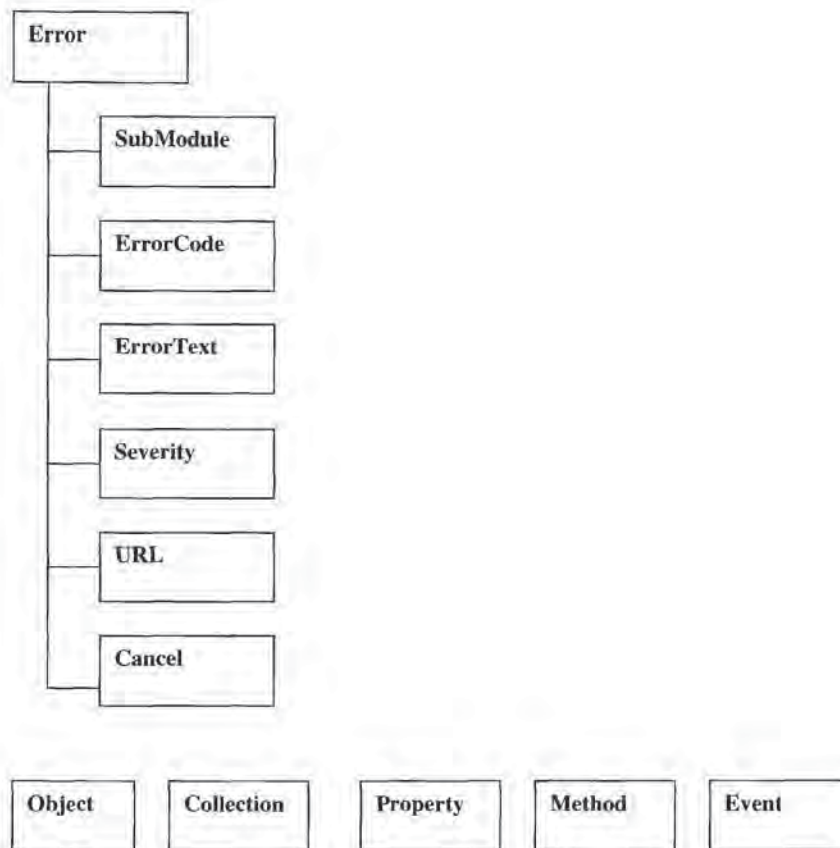 Error
SubModule
ErrorCode
ErrorText
Severity
URL
Cancel
Object Collection Property Method Event